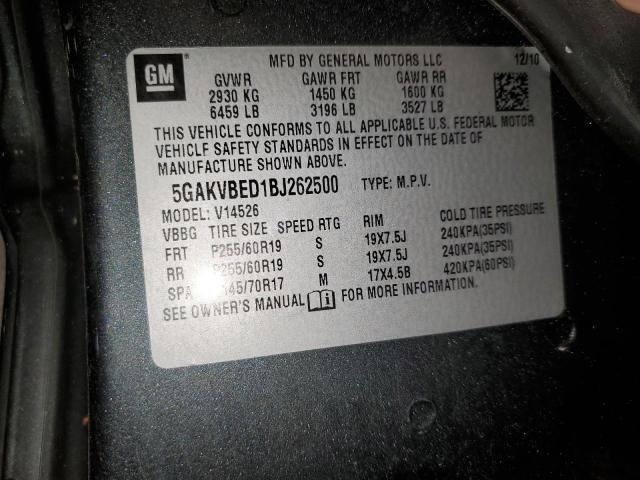 GM
MFD BY GENERAL MOTORS LLC 12/10
GVWR GAWR FRT GAWR RR
2930 KG 1450 KG 1600 KG
6459 LB 3196 LB 3527 LB
THIS VEHICLE CONFORMS TO ALL APPLICABLE U.S. FEDERAL MOTOR
VEHICLE SAFETY STANDARDS IN EFFECT ON THE DATE OF
MANUFACTURE SHOWN ABOVE.
5GAKVBED1BJ262500 TYPE: M.P.V.
MODEL: V14526
VBBG TIRE SIZE SPEED RTG RIM COLD TIRE PRESSURE
FRT P255/60R19 S 19X7.5J 240KPA(35PSI)
RR P255/60R19 S 19X7.5J 240KPA(35PSI)
SPA 145/70R17 M 17X4.5B 420KPA(60PSI)
SEE OWNER'S MANUAL FOR MORE INFORMATION.